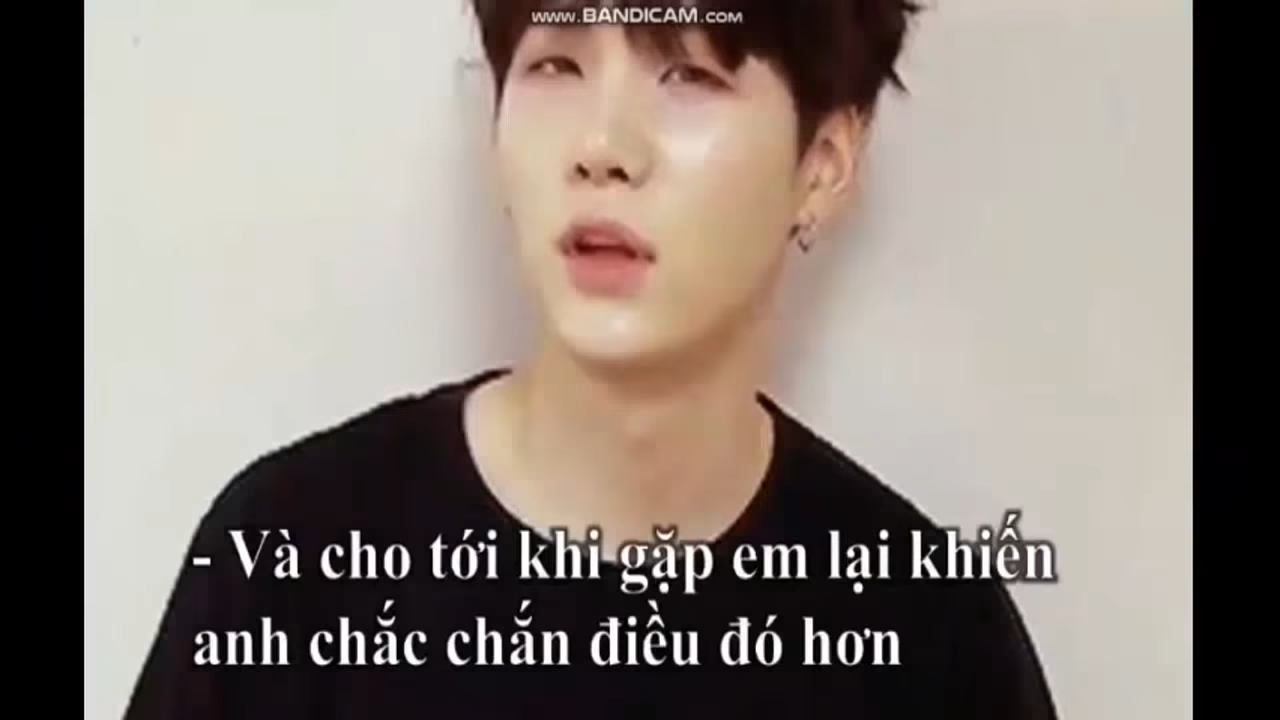 www.BANDICAM.com
- Và cho tới khi gặp em lại khiến
anh chắc chắn điều đó hơn